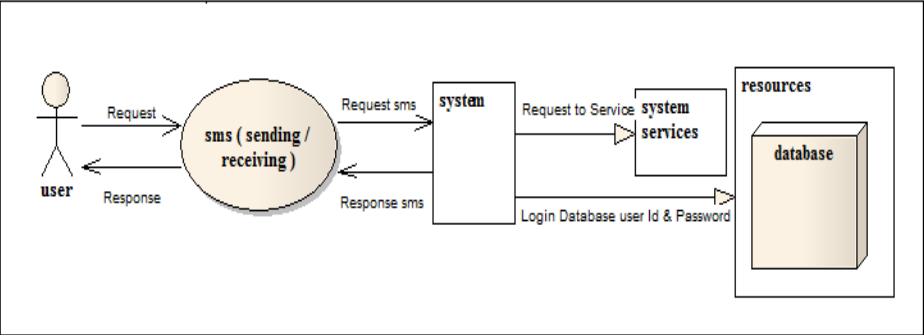 user
Request
Response
sms ( sending /
receiving )
Request sms
Response sms
system
Request to Service
Login Database user Id & Password
system
services
resources
database